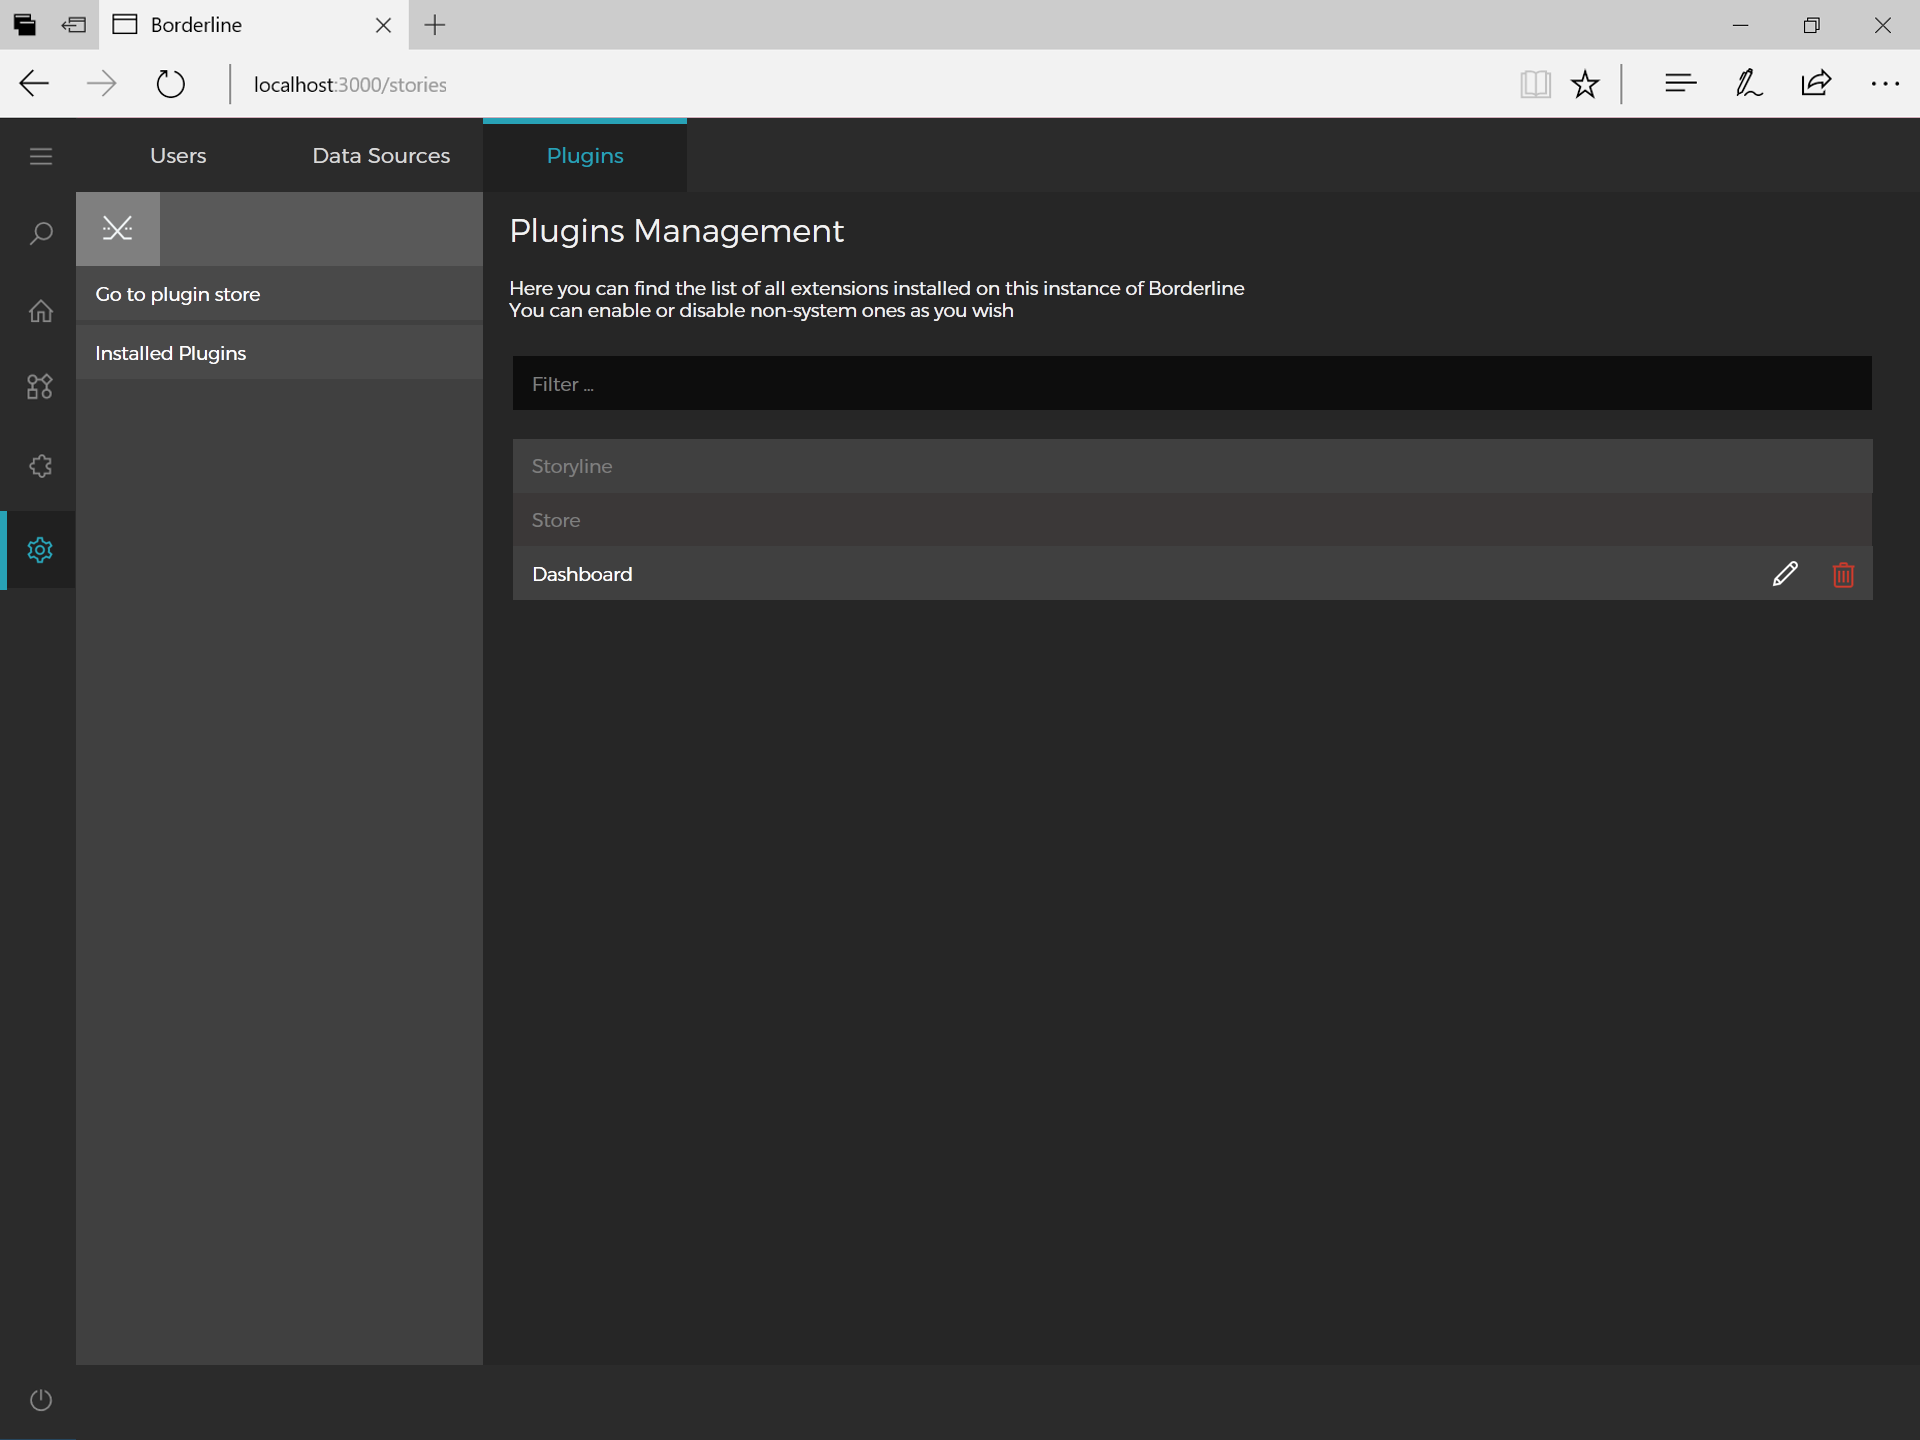 Borderline
localhost:3000/stories
Users
Data Sources
Plugins
Go to plugin store
Installed Plugins
Plugins Management
Here you can find the list of all extensions installed on this instance of Borderline
You can enable or disable non-system ones as you wish
Filter ...
Storyline
Store
Dashboard